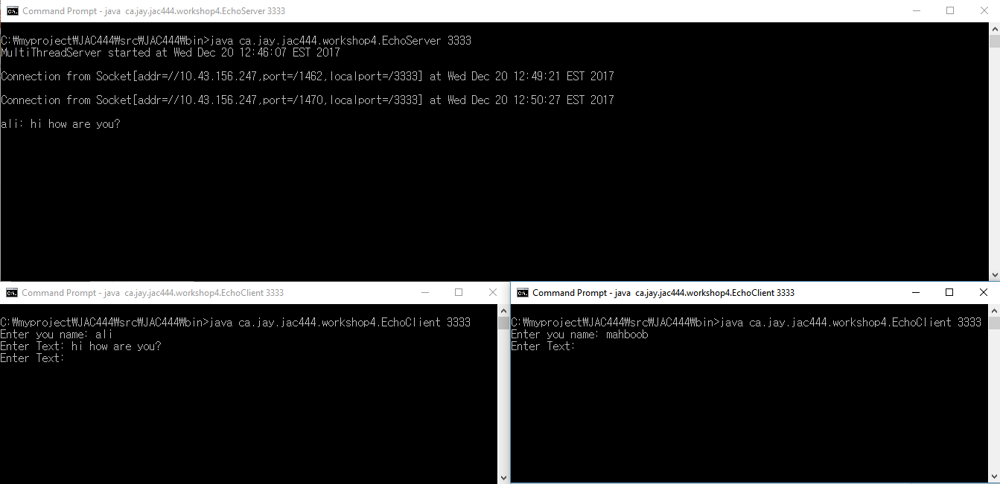 Command Prompt - java  ca.jay.jac444.workshop4.EchoServer 3333
C:₩myproject₩JAC444₩src₩JAC444₩bin>java ca.jay.jac444.workshop4.EchoServer 3333
MultiThreadServer started at Wed Dec 20 12:46:07 EST 2017
Connection from Socket[addr=//10.43.156.247,port=/1462,localport=/3333] at Wed Dec 20 12:49:21 EST 2017
Connection from Socket[addr=//10.43.156.247,port=/1470,localport=/3333] at Wed Dec 20 12:50:27 EST 2017
ali: hi how are you?
Command Prompt - java  ca.jay.jac444.workshop4.EchoClient 3333
C:₩myproject₩JAC444₩src₩JAC444₩bin>java ca.jay.jac444.workshop4.EchoClient 3333
Enter you name: ali
Enter Text: hi how are you?
Enter Text:
Command Prompt - java  ca.jay.jac444.workshop4.EchoClient 3333
C:₩myproject₩JAC444₩src₩JAC444₩bin>java ca.jay.jac444.workshop4.EchoClient 3333
Enter you name: mahboob
Enter Text: